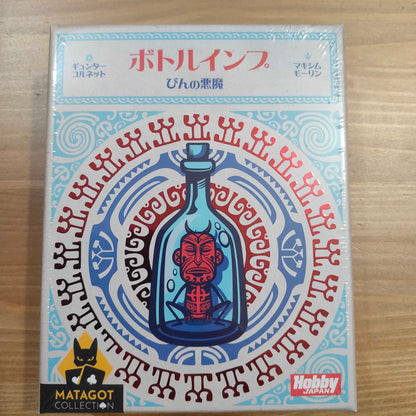 ボトルインプ
びんの悪魔
ギュンター
コルネット
マキシム
モーリン
MATAGOT
COLLECTION
Hobby
JAPAN